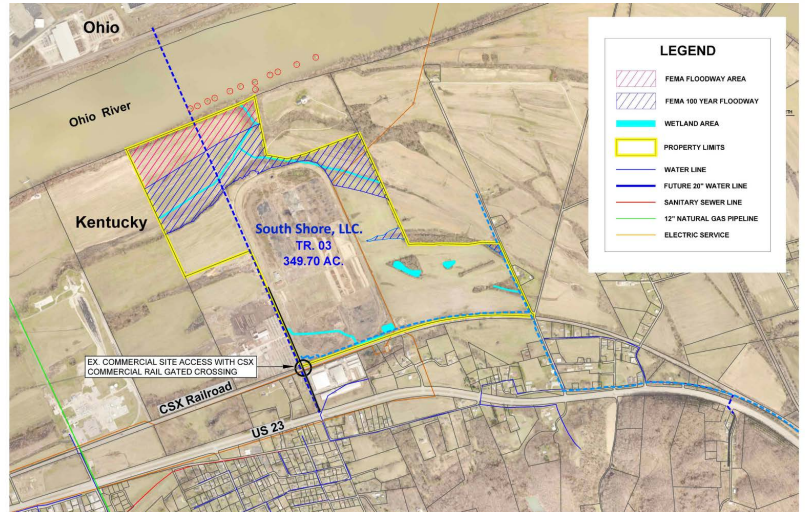 Ohio
Ohio River
Kentucky
South Shore, LLC.
TR. 03
349.70 AC.
EX. COMMERCIAL SITE ACCESS WITH CSX
COMMERCIAL RAIL GATED CROSSING
CSX Railroad
US 23
LEGEND
FEMA FLOODWAY AREA
FEMA 100 YEAR FLOODWAY
WETLAND AREA
PROPERTY LIMITS
WATER LINE
FUTURE 20" WATER LINE
SANITARY SEWER LINE
12" NATURAL GAS PIPELINE
ELECTRIC SERVICE